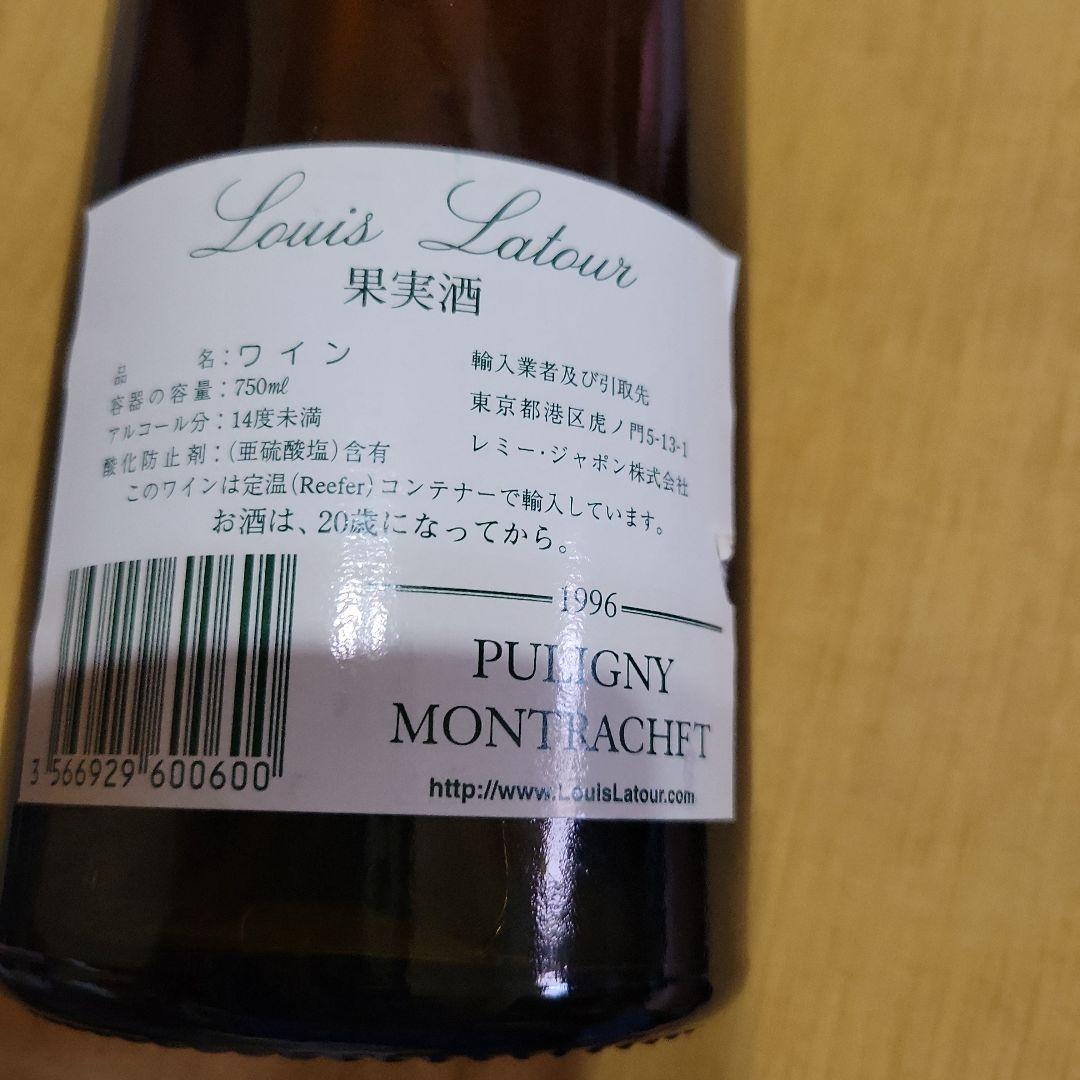 Louis Latour
果実酒
品名：ワイン
容器の容量：750ml
アルコール分：14度未満
酸化防止剤：(亜硫酸塩)含有
輸入業者及び引取先
東京都港区虎ノ門5-13-1
レミー・ジャポン株式会社
このワインは定温(Reefer)コンテナーで輸入しています。
お酒は、20歳になってから。
1996
PULIGNY
MONTRACHET
http://www.LouisLatour.com
3 566929 600600